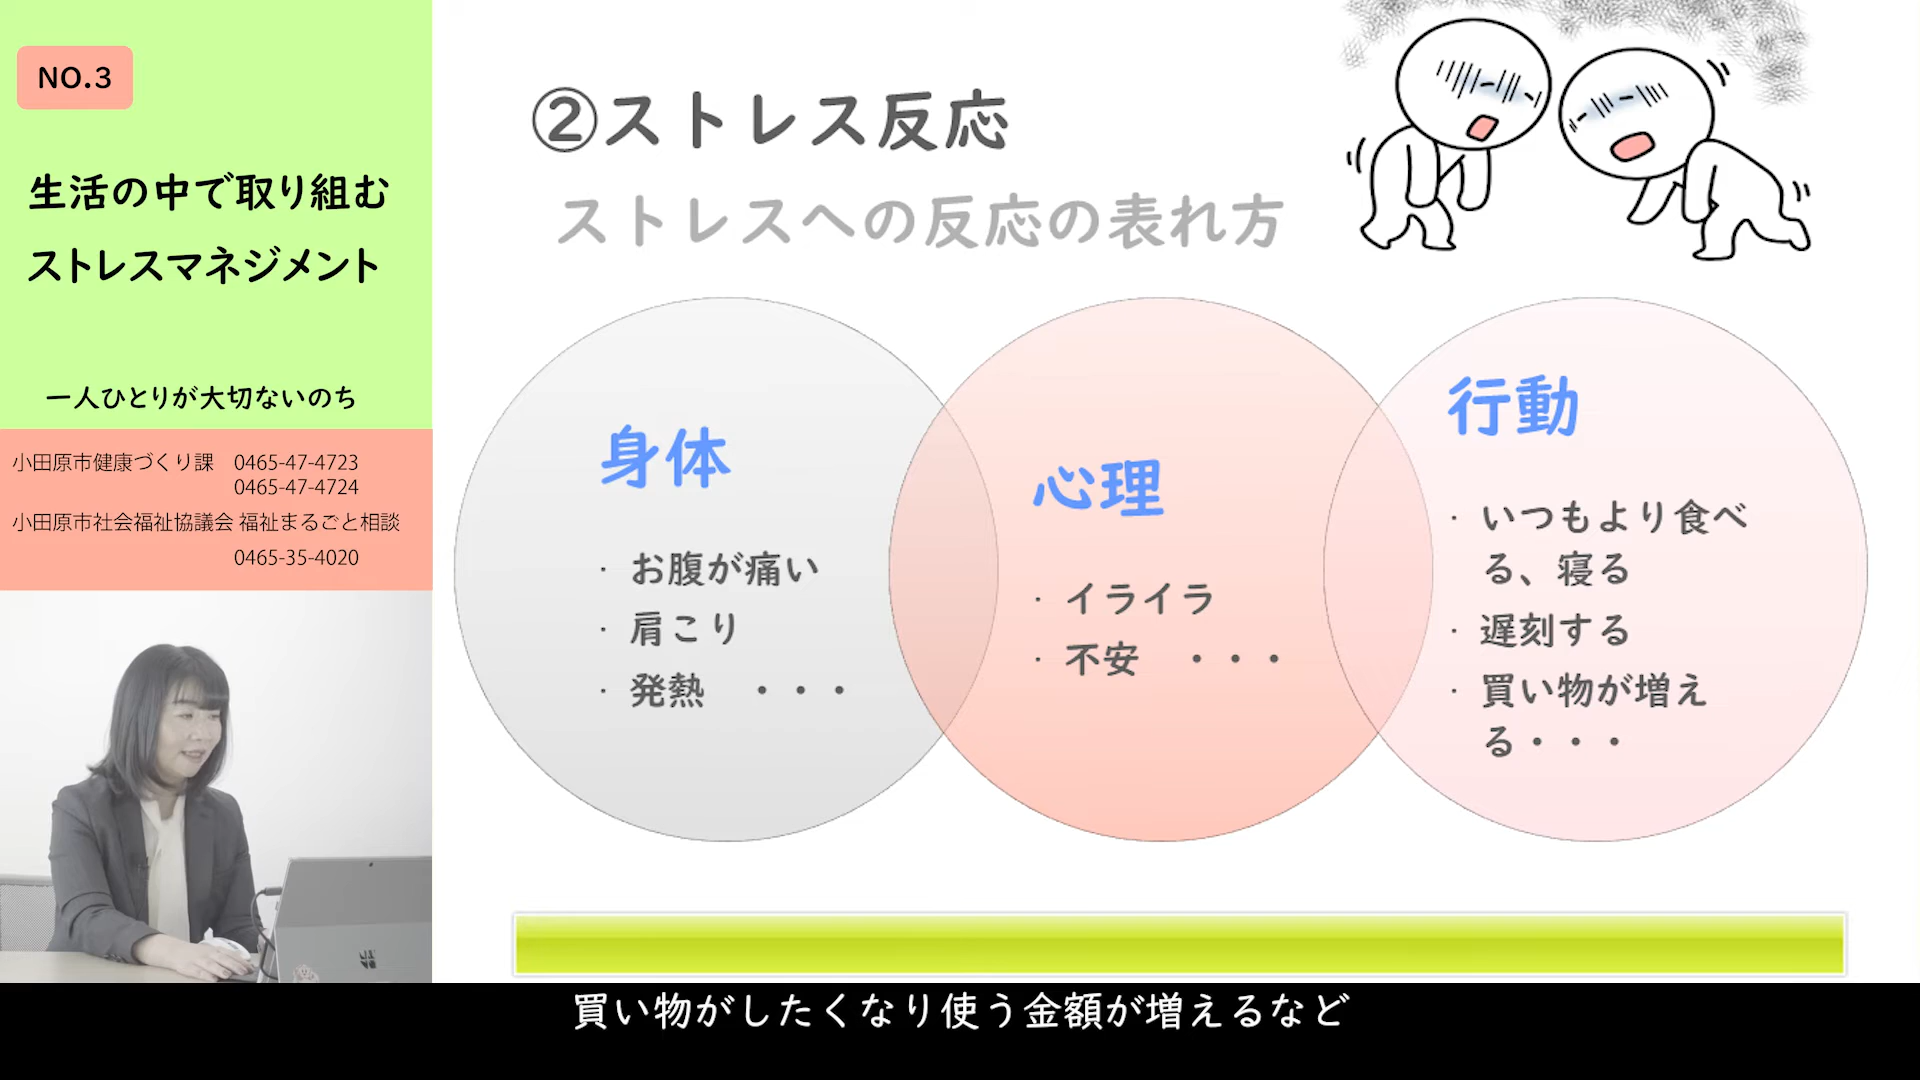 NO.3
生活の中で取り組む
ストレスマネジメント
一人ひとりが大切ないのち
小田原市健康づくり課 0465-47-4723
0465-47-4724
小田原市社会福祉協議会 福祉まるごと相談
0465-35-4020
②ストレス反応
ストレスへの反応の表れ方
身体
・お腹が痛い
・肩こり
・発熱 ・・・
心理
・イライラ
・不安 ・・・
行動
・いつもより食べ
る、寝る
・遅刻する
・買い物が増え
る・・・
買い物がしたくなり使う金額が増えるなど